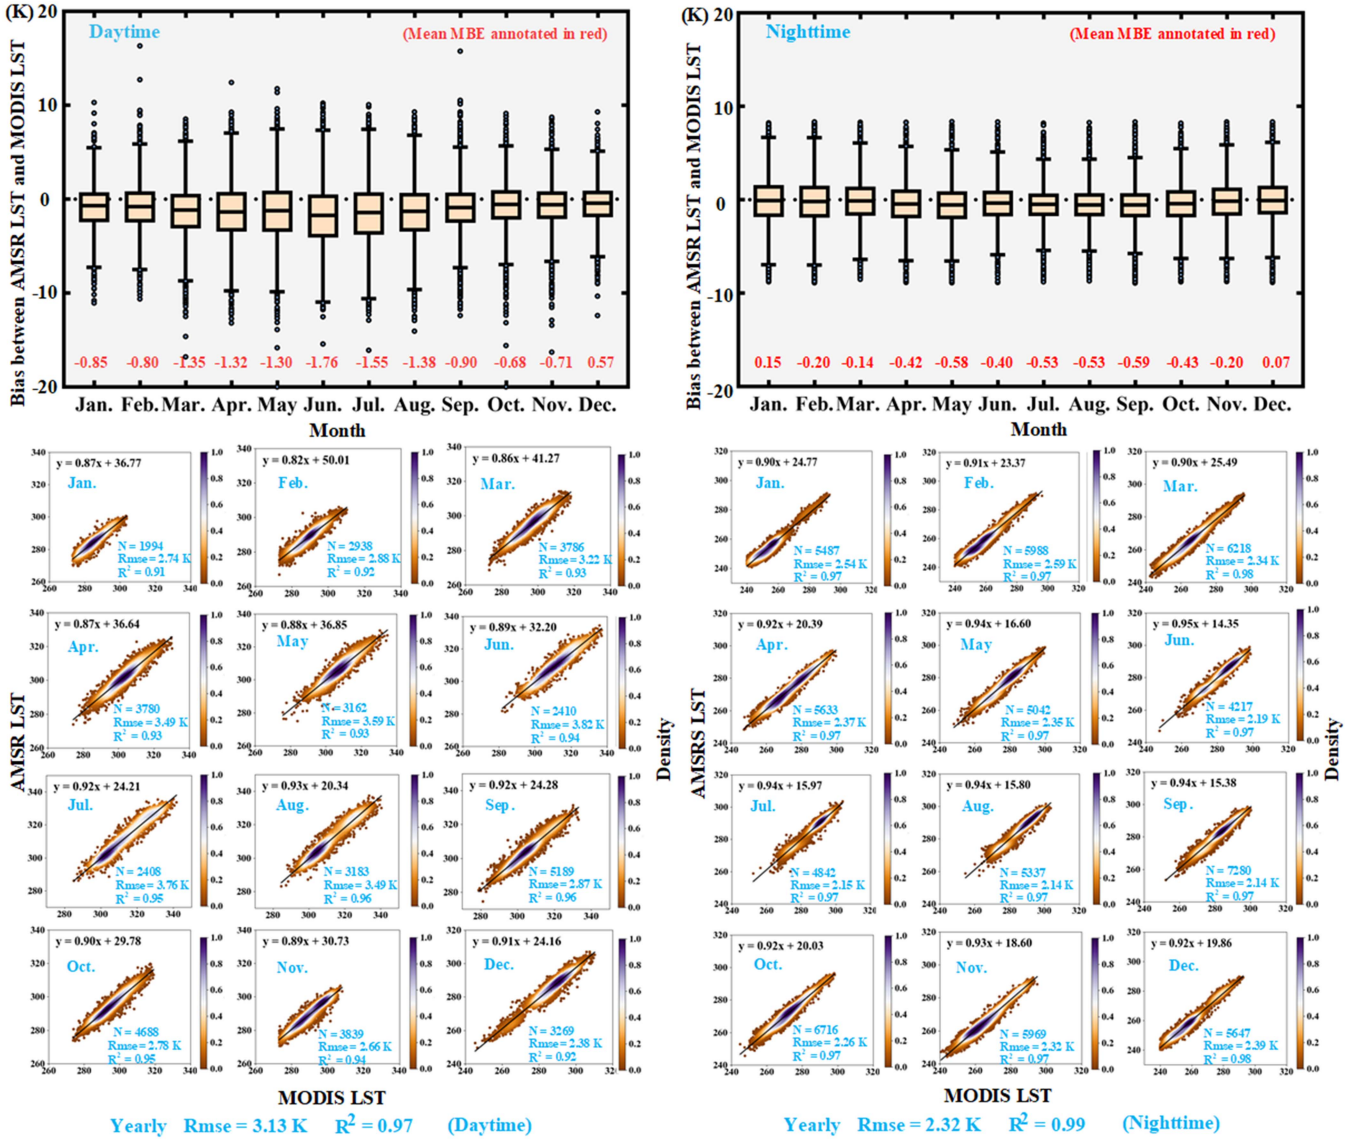 (K)
Bias between AMSR LST and MODIS LST
Daytime
(Mean MBE annotated in red)
20
10
0
-10
-20
-0.85 -0.80 -1.35 -1.32 -1.30 -1.76 -1.55 -1.38 -0.90 -0.68 -0.71 0.57
Jan. Feb. Mar. Apr. May Jun. Jul. Aug. Sep. Oct. Nov. Dec.
Month
(K)
Bias between AMSR LST and MODIS LST
Nighttime
(Mean MBE annotated in red)
20
10
0
-10
-20
0.15 -0.20 -0.14 -0.42 -0.58 -0.40 -0.53 -0.53 -0.59 -0.43 -0.20 0.07
Jan. Feb. Mar. Apr. May Jun. Jul. Aug. Sep. Oct. Nov. Dec.
Month
AMSR LST
y = 0.87x + 36.77
Jan.
N = 1994
Rmse = 2.74 K
R² = 0.91
y = 0.82x + 50.01
Feb.
N = 2938
Rmse = 2.88 K
R² = 0.92
y = 0.86x + 41.27
Mar.
N = 3786
Rmse = 3.22 K
R² = 0.93
y = 0.87x + 36.64
Apr.
N = 3780
Rmse = 3.49 K
R² = 0.93
y = 0.88x + 36.85
May
N = 3162
Rmse = 3.59 K
R² = 0.93
y = 0.89x + 32.20
Jun.
N = 2410
Rmse = 3.82 K
R² = 0.94
y = 0.92x + 24.21
Jul.
N = 2408
Rmse = 3.76 K
R² = 0.95
y = 0.93x + 20.34
Aug.
N = 3183
Rmse = 3.49 K
R² = 0.96
y = 0.92x + 24.28
Sep.
N = 5189
Rmse = 2.87 K
R² = 0.96
y = 0.90x + 29.78
Oct.
N = 4688
Rmse = 2.78 K
R² = 0.95
y = 0.89x + 30.73
Nov.
N = 3839
Rmse = 2.66 K
R² = 0.94
y = 0.91x + 24.16
Dec.
N = 3269
Rmse = 2.38 K
R² = 0.92
Density
MODIS LST
Yearly Rmse = 3.13 K R² = 0.97 (Daytime)
AMSRS LST
y = 0.90x + 24.77
Jan.
N = 5487
Rmse = 2.54 K
R² = 0.97
y = 0.91x + 23.37
Feb.
N = 5988
Rmse = 2.59 K
R² = 0.97
y = 0.90x + 25.49
Mar.
N = 6218
Rmse = 2.34 K
R² = 0.98
y = 0.92x + 20.39
Apr.
N = 5633
Rmse = 2.37 K
R² = 0.97
y = 0.94x + 16.60
May
N = 5042
Rmse = 2.35 K
R² = 0.97
y = 0.95x + 14.35
Jun.
N = 4217
Rmse = 2.19 K
R² = 0.97
y = 0.94x + 15.97
Jul.
N = 4842
Rmse = 2.15 K
R² = 0.97
y = 0.94x + 15.80
Aug.
N = 5337
Rmse = 2.14 K
R² = 0.97
y = 0.94x + 15.38
Sep.
N = 7280
Rmse = 2.14 K
R² = 0.97
y = 0.92x + 20.03
Oct.
N = 6716
Rmse = 2.26 K
R² = 0.97
y = 0.93x + 18.60
Nov.
N = 5969
Rmse = 2.32 K
R² = 0.97
y = 0.92x + 19.86
Dec.
N = 5647
Rmse = 2.39 K
R² = 0.98
Density
MODIS LST
Yearly Rmse = 2.32 K R² = 0.99 (Nighttime)